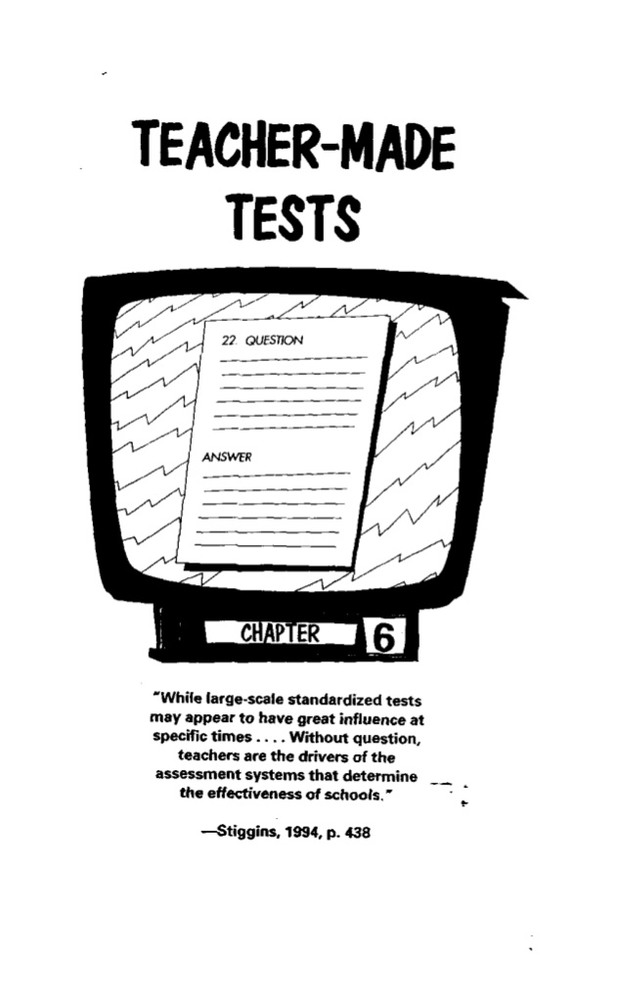 TEACHER-MADE
TESTS
22. QUESTION
ANSWER
CHAPTER 6
"While large-scale standardized tests
may appear to have great influence at
specific times . . . . Without question,
teachers are the drivers of the
assessment systems that determine
the effectiveness of schools."
—Stiggins, 1994, p. 438